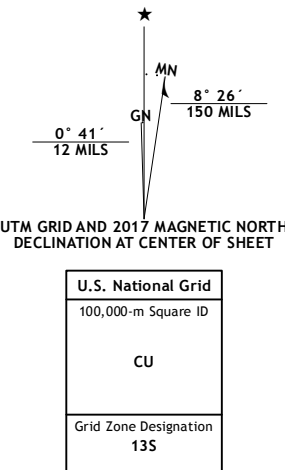 ★
MN
GN
8° 26´
150 MILS
0° 41´
12 MILS
UTM GRID AND 2017 MAGNETIC NORTH
DECLINATION AT CENTER OF SHEET
U.S. National Grid
100,000-m Square ID
CU
Grid Zone Designation
13S